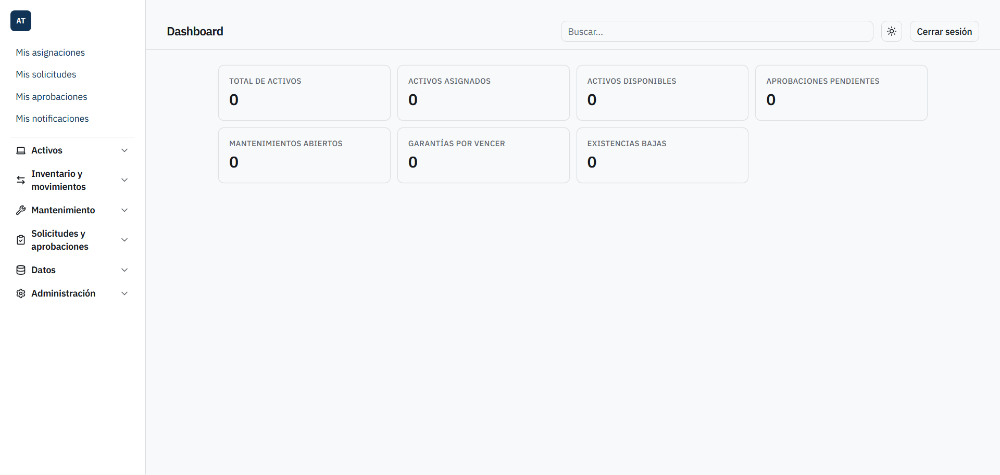 AT
Mis asignaciones
Mis solicitudes
Mis aprobaciones
Mis notificaciones
Activos
Inventario y
movimientos
Mantenimiento
Solicitudes y
aprobaciones
Datos
Administración
Dashboard
Buscar...
Cerrar sesión
TOTAL DE ACTIVOS
0
ACTIVOS ASIGNADOS
0
ACTIVOS DISPONIBLES
0
APROBACIONES PENDIENTES
0
MANTENIMIENTOS ABIERTOS
0
GARANTÍAS POR VENCER
0
EXISTENCIAS BAJAS
0